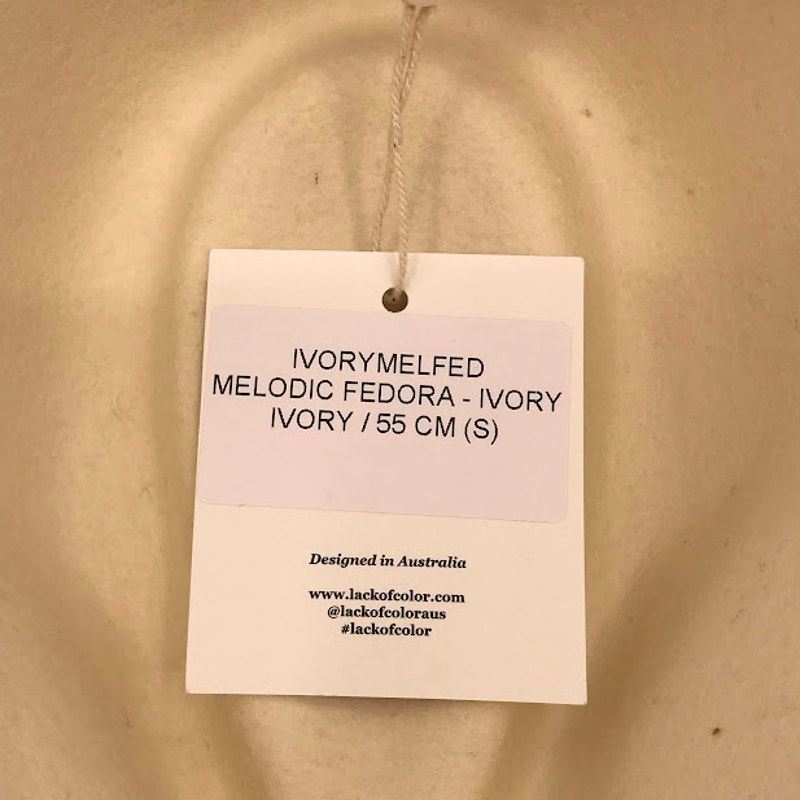 IVORYMELFED
MELODIC FEDORA - IVORY
IVORY / 55 CM (S)
Designed in Australia
www.lackofcolor.com
@lackofcoloraus
#lackofcolor